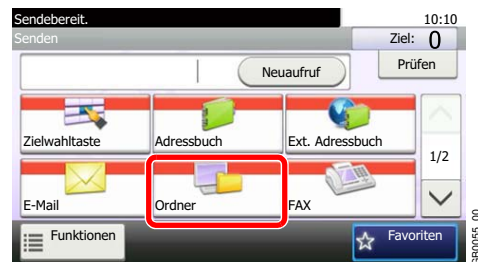 Sendebereit. 10:10
Senden Ziel: 0
Neuaufruf Prüfen
Zielwahltaste Adressbuch Ext. Adressbuch
1/2
E-Mail Ordner FAX
Funktionen Favoriten
GB0055_00